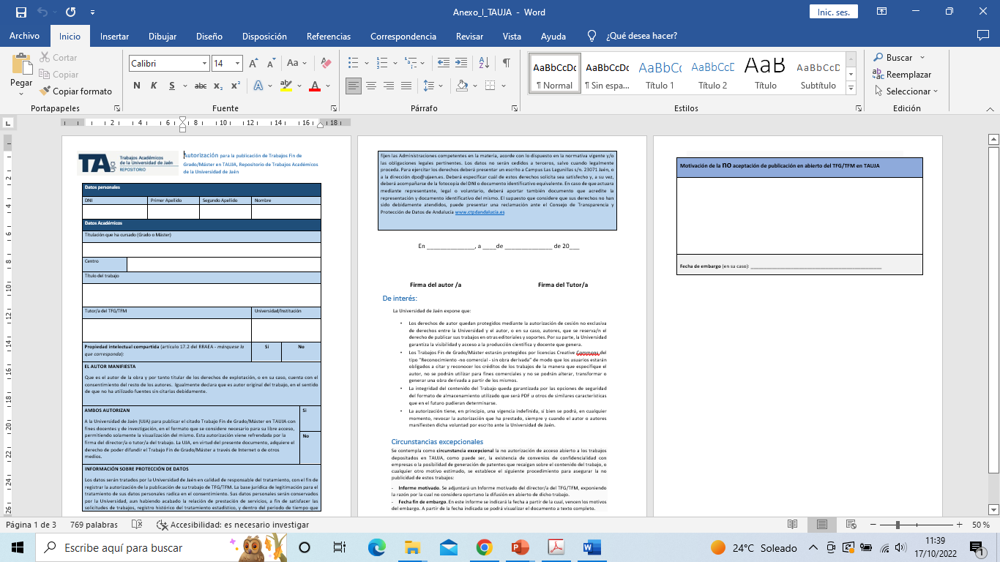 Anexo_I_TAUJA - Word
Inic. ses.
Archivo Inicio Insertar Dibujar Diseño Disposición Referencias Correspondencia Revisar Vista Ayuda ¿Qué desea hacer?
Pegar
Cortar
Copiar
Copiar formato
Portapapeles
Calibri 14
N K S abc x₂ x²
Fuente
Párrafo
AaBbCcDc AaBbCcDc AaBbCc AaBbCcD AaB AaBbCcD
¶ Normal ¶ Sin espa... Título 1 Título 2 Título Subtítulo
Estilos
Buscar
Reemplazar
Seleccionar
Edición
2 4 6 8 10 12 14 16 18
TA
Trabajos Académicos
de la Universidad de Jaén
REPOSITORIO
Autorización para la publicación de Trabajos Fin de
Grado/Máster en TAUJA, Repositorio de Trabajos Académicos
de la Universidad de Jaén
Datos personales
DNI Primer Apellido Segundo Apellido Nombre
Datos Académicos
Titulación que ha cursado (Grado o Máster)
Centro
Título del trabajo
Tutor/a del TFG/TFM Universidad/Institución
Propiedad intelectual compartida (artículo 17.2 del RRAEA - márquese lo
que corresponda): Sí No
EL AUTOR MANIFIESTA
Que es el autor de la obra y por tanto titular de los derechos de explotación, o en su caso, cuenta con el
consentimiento del resto de los autores. Igualmente declara que es autor original del trabajo, en el sentido
de que no ha utilizado fuentes sin citarlas debidamente.
AMBOS AUTORIZAN Sí
A la Universidad de Jaén (UJA) para publicar el citado Trabajo Fin de Grado/Máster en TAUJA con
fines docentes y de investigación, en el formato que se considere necesario para su libre acceso,
permitiendo solamente la visualización del mismo. Esta autorización viene refrendada por la
firma del director/a o tutor/a del trabajo. La UJA, en virtud del presente documento, adquiere el
derecho de poder difundir el Trabajo Fin de Grado/Máster a través de Internet o de otros
medios.
No
INFORMACIÓN SOBRE PROTECCIÓN DE DATOS
Los datos serán tratados por la Universidad de Jaén en calidad de responsable del tratamiento, con el fin de
registrar la autorización de la publicación de su trabajo de TFG/TFM. La base jurídica de legitimación para el
tratamiento de sus datos personales radica en el consentimiento. Sus datos personales serán conservados
por la Universidad, aun habiendo acabado la relación de prestación de servicios, a fin de satisfacer las
solicitudes de trabajos, registro histórico del tratamiento estadístico, y dentro del periodo de tiempo que
fijen las Administraciones competentes en la materia, acorde con lo dispuesto en la normativa vigente y/o
las obligaciones legales pertinentes. Los datos no serán cedidos a terceros, salvo cuando legalmente
proceda. Para ejercitar los derechos deberá presentar un escrito a Campus Las Lagunillas s/n. 23071 Jaén, o
a la dirección dpo@ujaen.es. Deberá especificar cuál de estos derechos solicita sea satisfecho y, a su vez,
deberá acompañarse de la fotocopia del DNI o documento identificativo equivalente. En caso de que actuara
mediante representante, legal o voluntario, deberá aportar también documento que acredite la
representación y documento identificativo del mismo. El supuesto que considere que sus derechos no han
sido debidamente atendidos, puede presentar una reclamación ante el Consejo de Transparencia y
Protección de Datos de Andalucía www.ctpdandalucia.es
En ______________, a ____de ______________ de 20___
Firma del autor /a Firma del Tutor/a
De interés:
La Universidad de Jaén expone que:
• Los derechos de autor quedan protegidos mediante la autorización de cesión no exclusiva
de derechos entre la Universidad y el autor, o en su caso, autores, que se reserva/n el
derecho de publicar sus trabajos en otras editoriales y soportes. Por su parte, la Universidad
garantiza la visibilidad y acceso a la producción científica y docente que genera.
• Los Trabajos Fin de Grado/Máster estarán protegidos por licencias Creative Commons del
tipo "Reconocimiento -no comercial - sin obra derivada" de modo que los usuarios estarán
obligados a citar y reconocer los créditos de los trabajos de la manera que especifique el
autor, no se podrán utilizar para fines comerciales y no se podrán alterar, transformar o
generar una obra derivada a partir de los mismos.
• La integridad del contenido del Trabajo queda garantizada por las opciones de seguridad
del formato de almacenamiento utilizado que será PDF u otros de similares características
que en el futuro pudieran determinarse.
• La autorización tiene, en principio, una vigencia indefinida, si bien se podrá, en cualquier
momento, revocar la autorización que ha prestado, siempre y cuando el autor o autores
manifiesten dicha voluntad por escrito ante la Universidad de Jaén.
Circunstancias excepcionales
Se contempla como circunstancia excepcional la no autorización de acceso abierto a los trabajos
depositados en TAUJA, como puede ser, la existencia de convenios de confidencialidad con
empresas o la posibilidad de generación de patentes que recaigan sobre el contenido del trabajo, o
cualquier otro motivo estimado, se establece el siguiente procedimiento para asegurar la no
publicidad de estos trabajos:
- Informe motivado. Se adjuntará un Informe motivado del director/a del TFG/TFM, exponiendo
la razón por la cual no considera oportuno la difusión en abierto de dicho trabajo.
- Fecha fin de embargo. En este informe se indicará la fecha a partir de la cual, vencen los motivos
del embargo. A partir de la fecha indicada se podrá visualizar el documento a texto completo.
Motivación de la no aceptación de publicación en abierto del TFG/TFM en TAUJA
Fecha de embargo (en su caso): ______________________________________________
Página 1 de 3 769 palabras Accesibilidad: es necesario investigar 50 %
Escribe aquí para buscar
24°C Soleado
11:39
17/10/2022
1